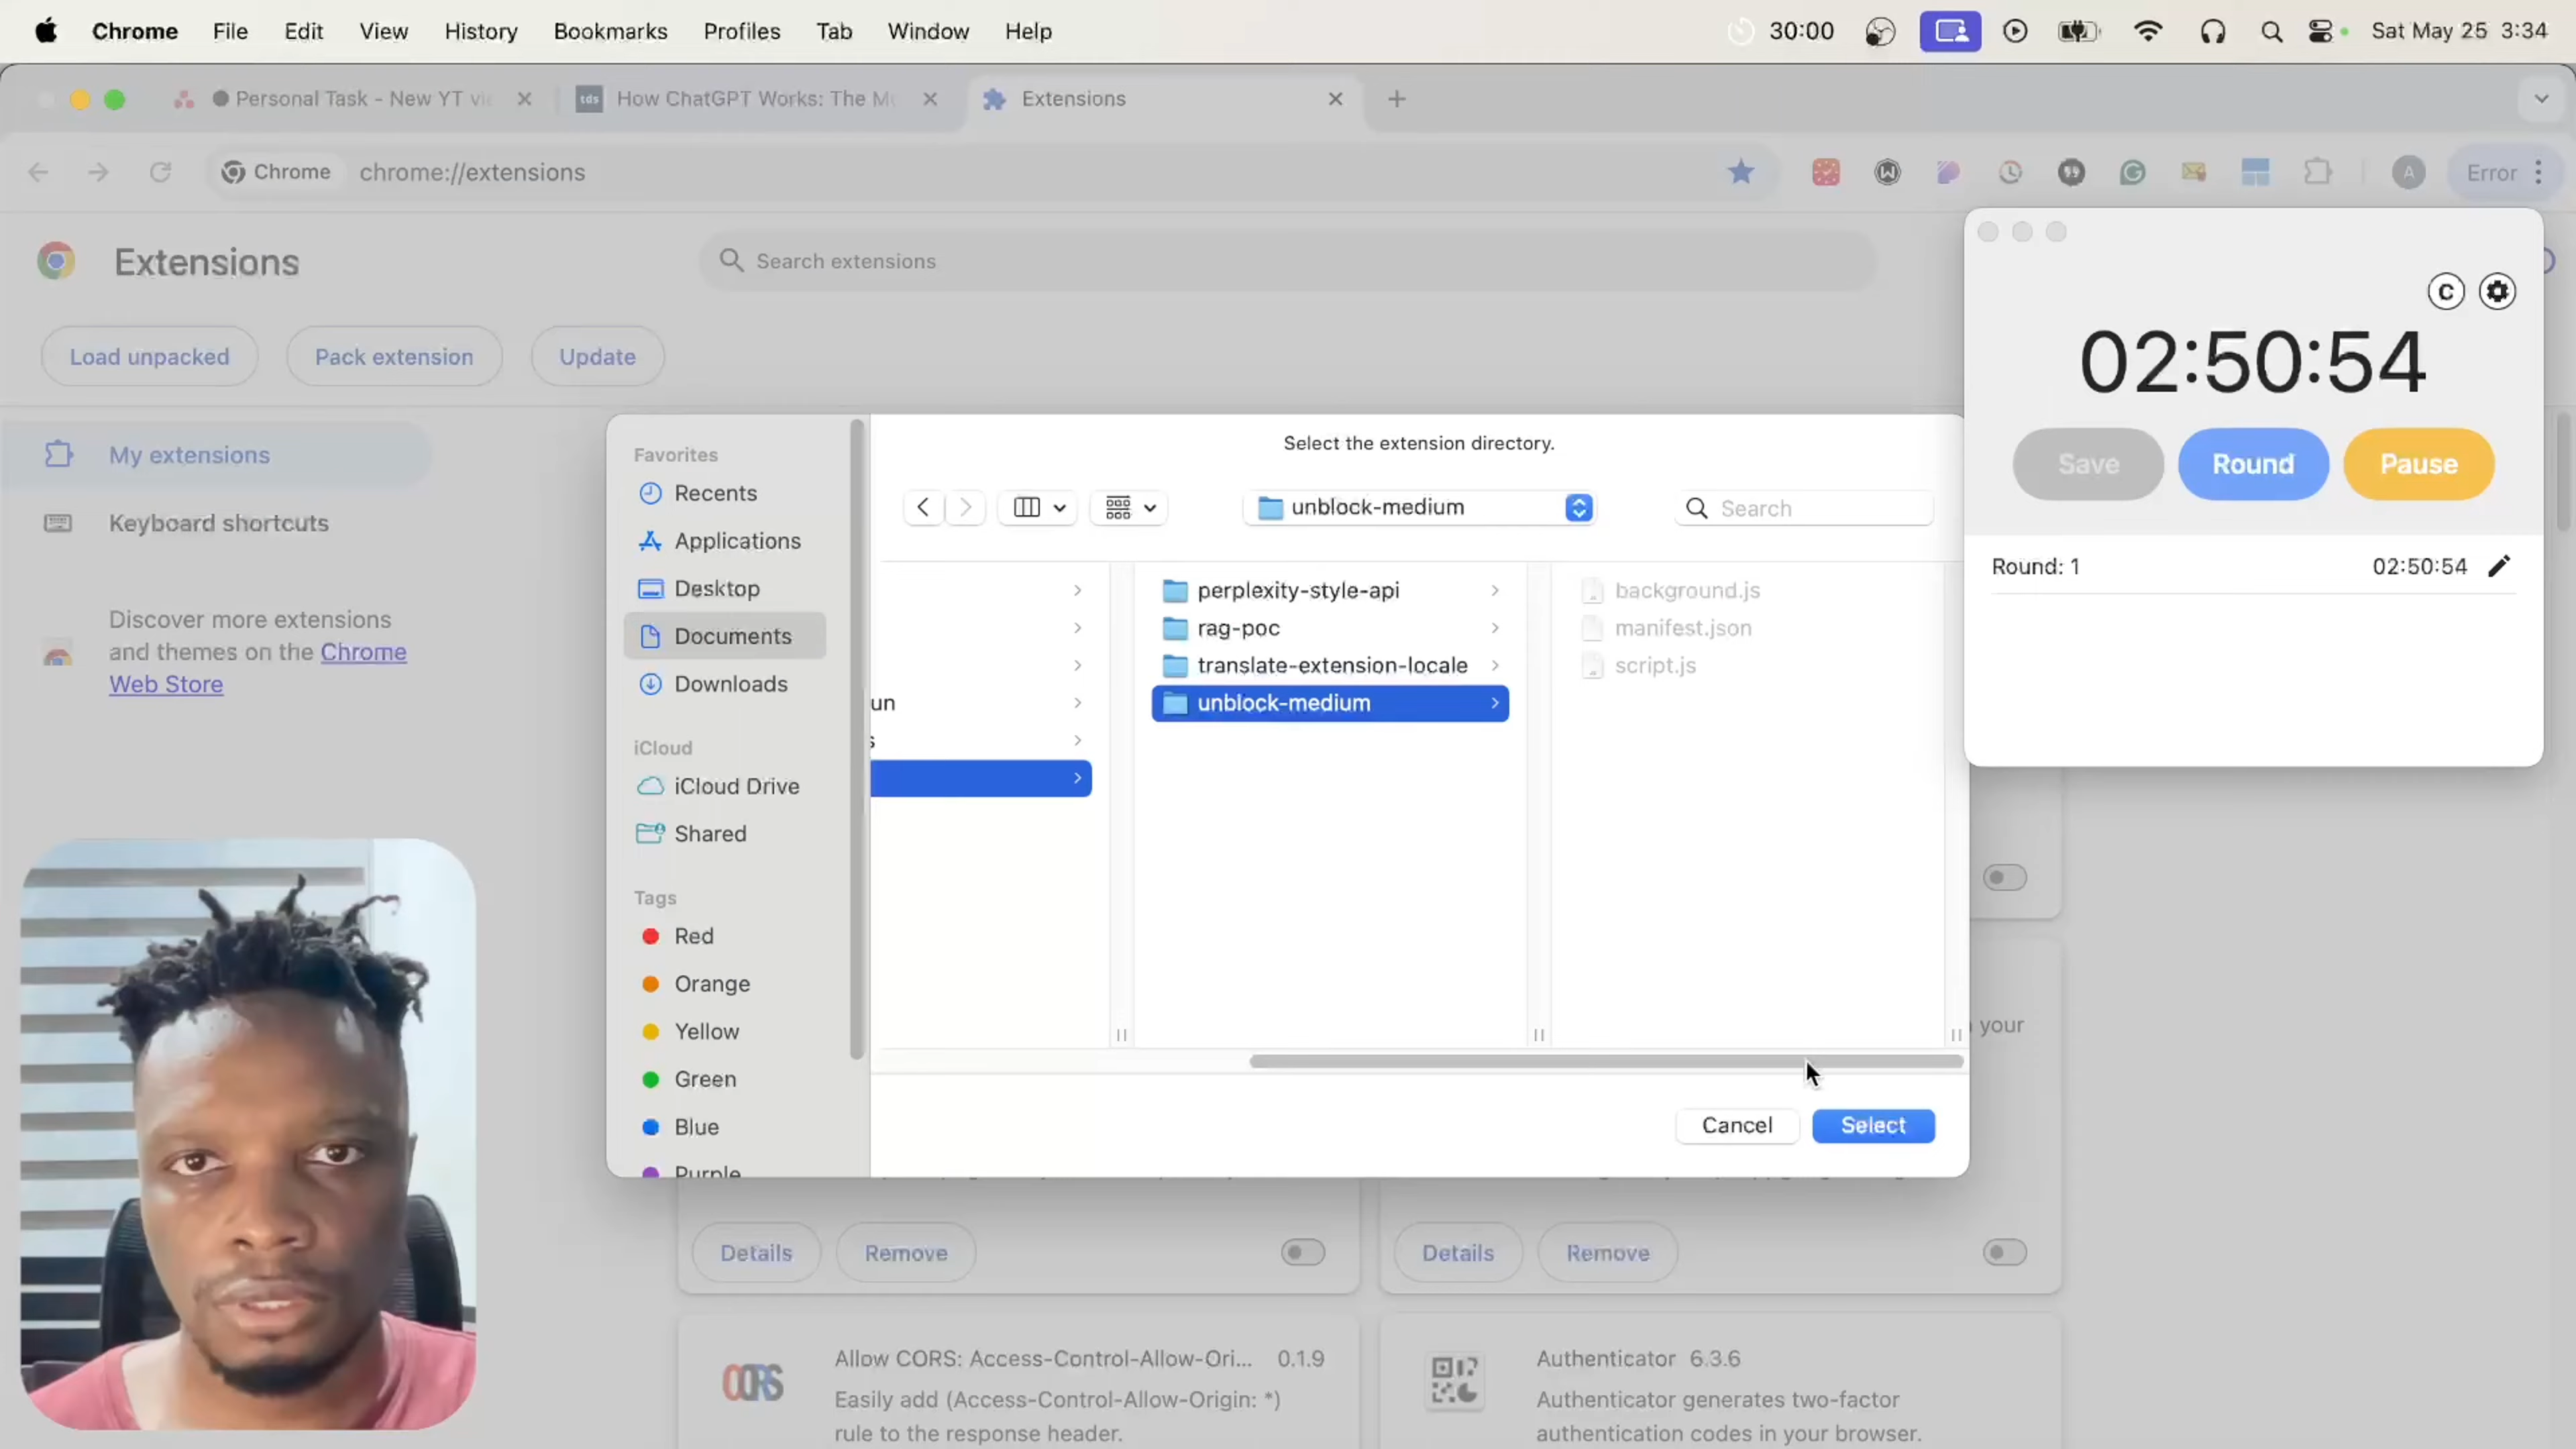 Chrome File Edit View History Bookmarks Profiles Tab Window Help 30:00 Sat May 25 3:34
Personal Task - New YT vi
tds How ChatGPT Works: The M
Extensions
Chrome chrome://extensions
A Error
Extensions
Search extensions
Load unpacked Pack extension Update
My extensions
Keyboard shortcuts
Discover more extensions
and themes on the Chrome
Web Store
Favorites
Recents
Applications
Desktop
Documents
Downloads
iCloud
iCloud Drive
Shared
Tags
Red
Orange
Yellow
Green
Blue
Purple
Select the extension directory.
unblock-medium
Search
un
s
perplexity-style-api
rag-poc
translate-extension-locale
unblock-medium
background.js
manifest.json
script.js
Cancel Select
C
02:50:54
Save Round Pause
Round: 1 02:50:54
your
Details Remove
Details Remove
CORS
Allow CORS: Access-Control-Allow-Ori... 0.1.9
Easily add (Access-Control-Allow-Origin: *)
rule to the response header.
Authenticator 6.3.6
Authenticator generates two-factor
authentication codes in your browser.